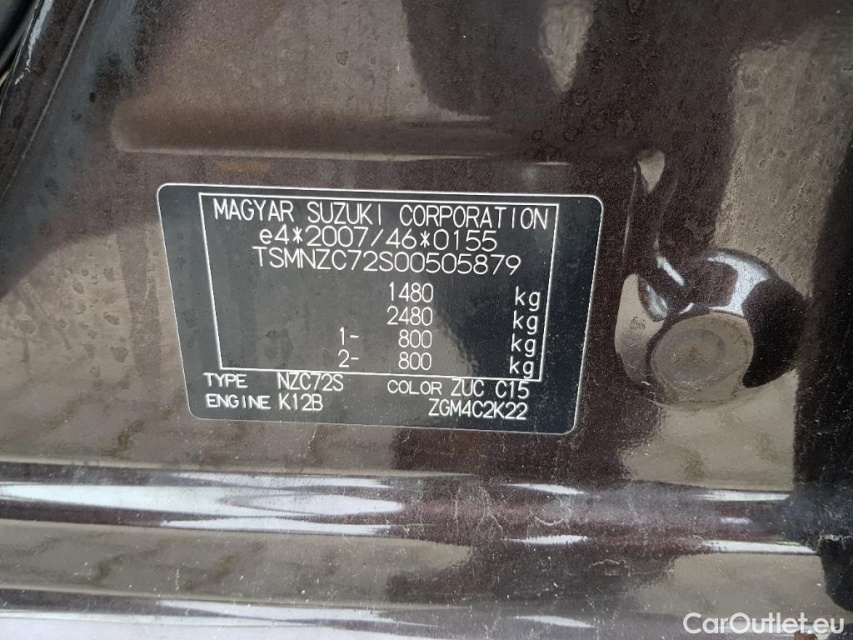 MAGYAR SUZUKI CORPORATION
e4*2007/46*0155
TSMNZC72S00505879
1480 kg
2480 kg
1- 800 kg
2- 800 kg
TYPE NZC72S COLOR ZUC C15
ENGINE K12B ZGM4C2K22
CarOutlet.eu